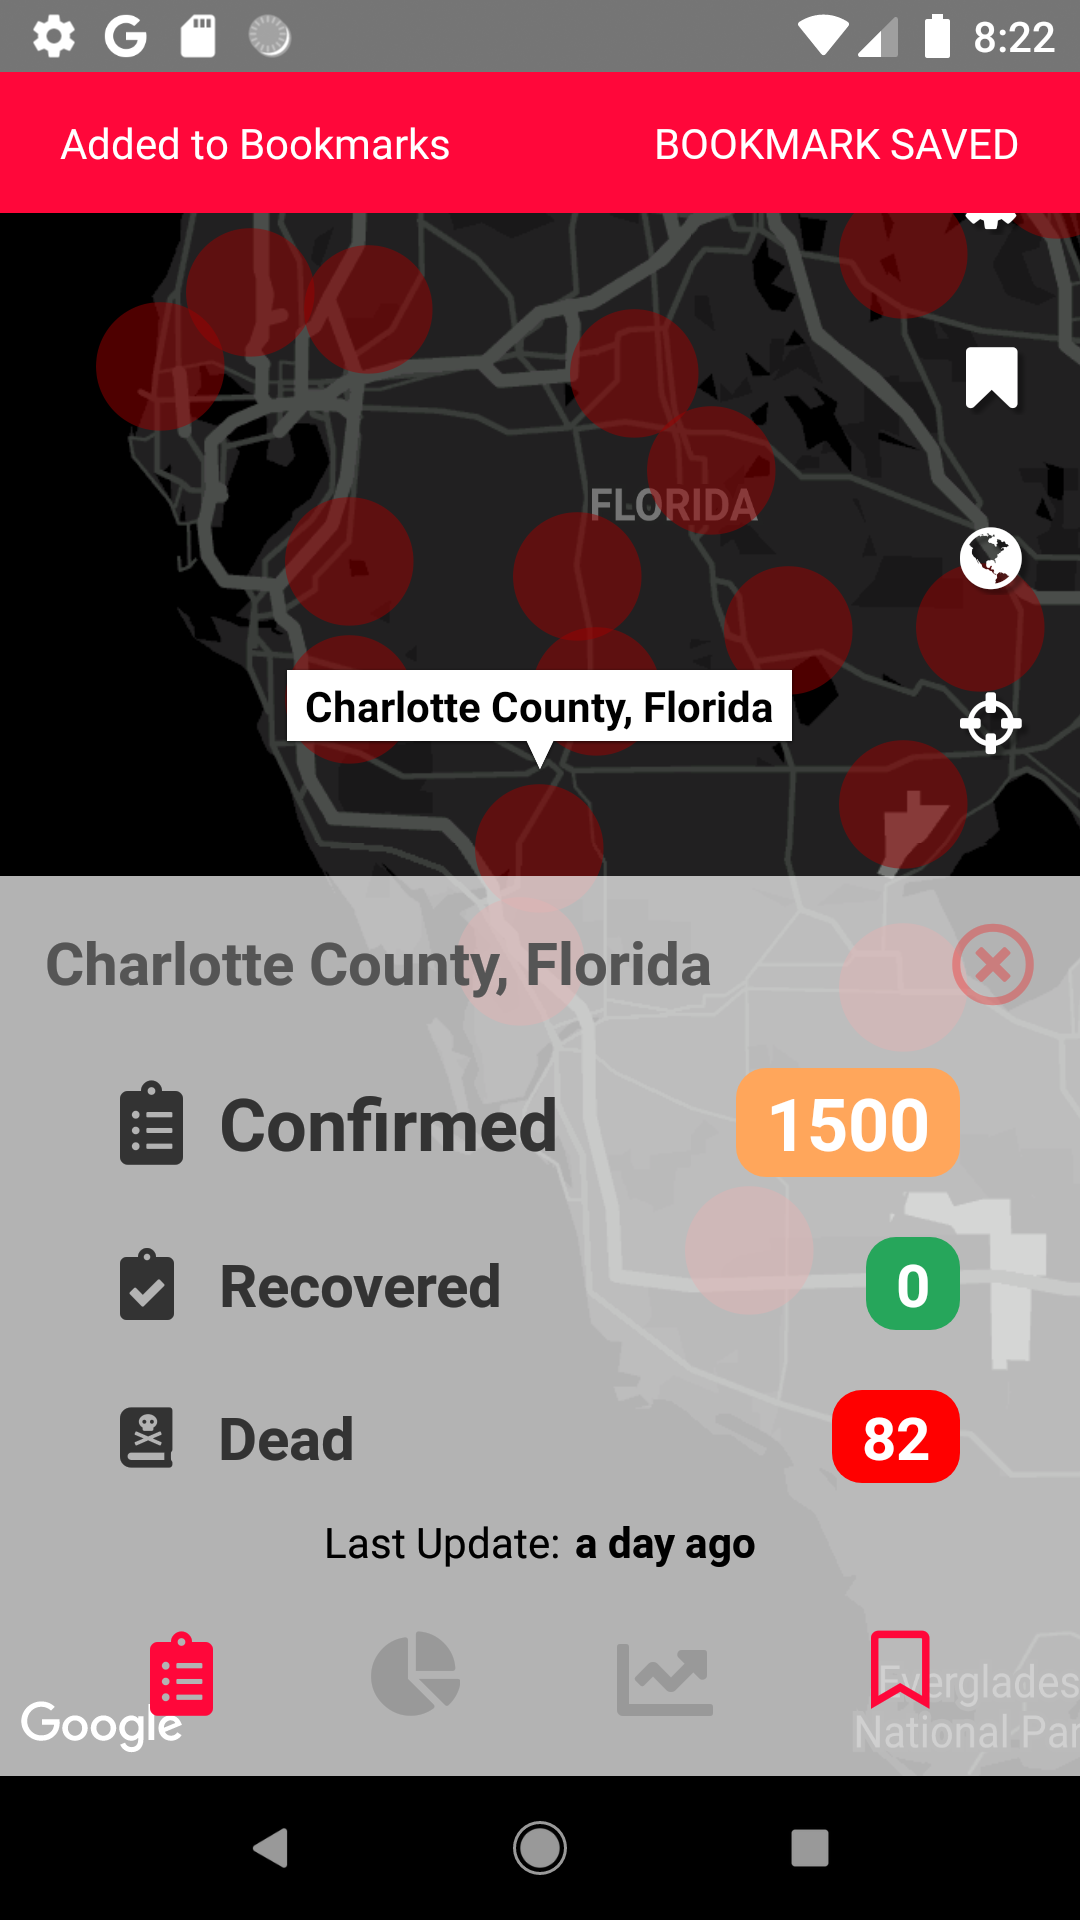 8:22
Added to Bookmarks
BOOKMARK SAVED
FLORIDA
Charlotte County, Florida
Charlotte County, Florida
Confirmed
1500
Recovered
0
Dead
82
Last Update: a day ago
Everglades
National Par
Google